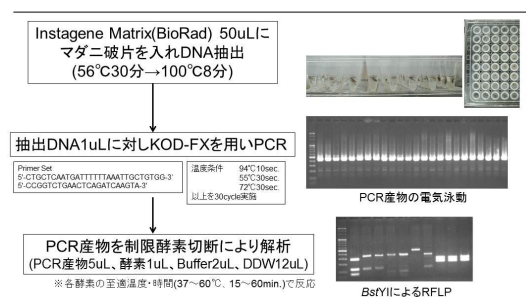 Instagene Matrix(BioRad) 50uLに
マダニ破片を入れDNA抽出
(56℃30分→100℃8分)
抽出DNA1uLに対しKOD-FXを用いPCR
Primer Set
5'-CTGCTCAATGATTTTTTAAATTGCTGTGG-3'
5'-CCGGTCTGAACTCAGATCAAGTA-3'
温度条件 94℃10sec.
55℃30sec.
72℃30sec.
以上を30cycle実施
PCR産物の電気泳動
PCR産物を制限酵素切断により解析
(PCR産物5uL、酵素1uL、Buffer2uL、DDW12uL)
※各酵素の至適温度・時間(37～60℃、15～60min.)で反応
BstYIによるRFLP